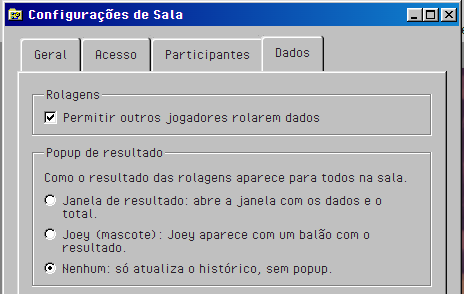 Configurações de Sala
Geral
Acesso
Participantes
Dados
Rolagens
Permitir outros jogadores rolarem dados
Popup de resultado
Como o resultado das rolagens aparece para todos na sala.
Janela de resultado: abre a janela com os dados e o
total.
Joey (mascote): Joey aparece com um balão com o
resultado.
Nenhum: só atualiza o histórico, sem popup.